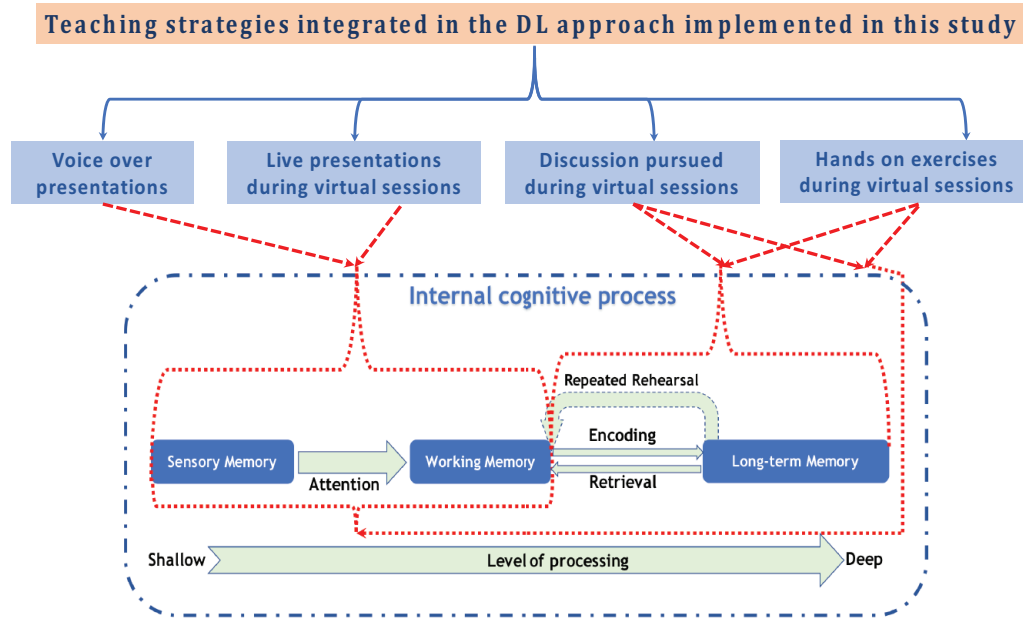 Teaching strategies integrated in the DL approach implemented in this study
Voice over
presentations
Live presentations
during virtual sessions
Discussion pursued
during virtual sessions
Hands on exercises
during virtual sessions
Internal cognitive process
Repeated Rehearsal
Sensory Memory
Attention
Working Memory
Encoding
Retrieval
Long-term Memory
Shallow
Level of processing
Deep